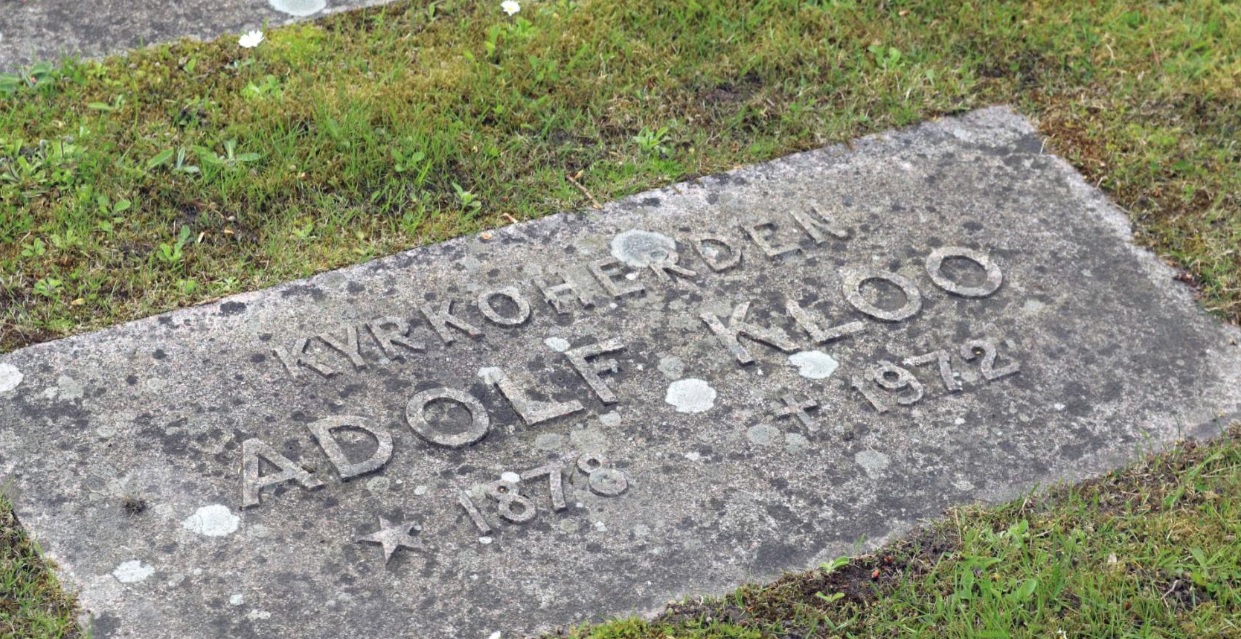 KYRKOHERDEN
ADOLF KLOO
★ 1878 + 1972